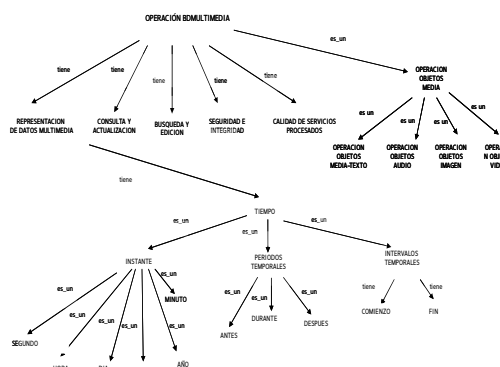 OPERACIÓN BDMULTIMEDIA
es_un
tiene
tiene
tiene
tiene
tiene
OPERACION
OBJETOS
MEDIA
REPRESENTACION
DE DATOS MULTIMEDIA
CONSULTA Y
ACTUALIZACION
BUSQUEDA Y
EDICION
SEGURIDAD E
INTEGRIDAD
CALIDAD DE SERVICIOS
PROCESADOS
es un
es un
es un
es un
OPERACION
OBJETOS
MEDIA-TEXTO
OPERACION
OBJETOS
AUDIO
OPERACION
OBJETOS
IMAGEN
tiene
TIEMPO
es_un
es_un
es_un
INSTANTE
PERIODOS
TEMPORALES
INTERVALOS
TEMPORALES
es_un
es_un
es_un
es_un
es_un
MINUTO
es_un
es_un
es_un
tiene
tiene
SEGUNDO
AÑO
ANTES
DURANTE
DESPUES
COMIENZO
FIN